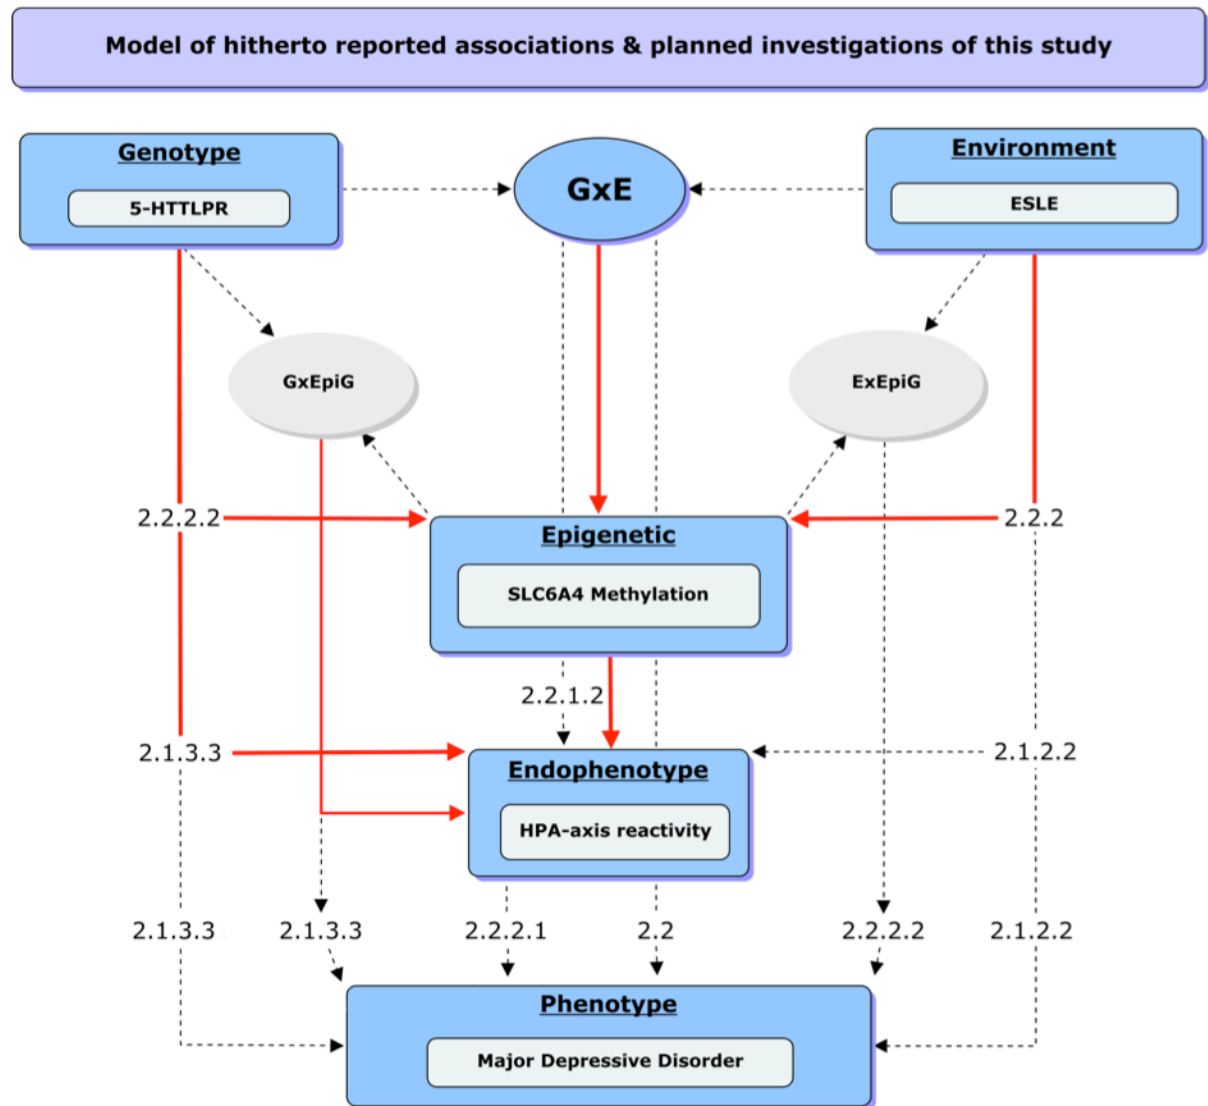 Model of hitherto reported associations & planned investigations of this study
Genotype
5-HTTLPR
GxE
Environment
ESLE
GxEpiG
ExEpiG
2.2.2.2
2.2.2
Epigenetic
SLC6A4 Methylation
2.2.1.2
2.1.3.3
2.1.2.2
Endophenotype
HPA-axis reactivity
2.1.3.3
2.1.3.3
2.2.2.1
2.2
2.2.2.2
2.1.2.2
Phenotype
Major Depressive Disorder